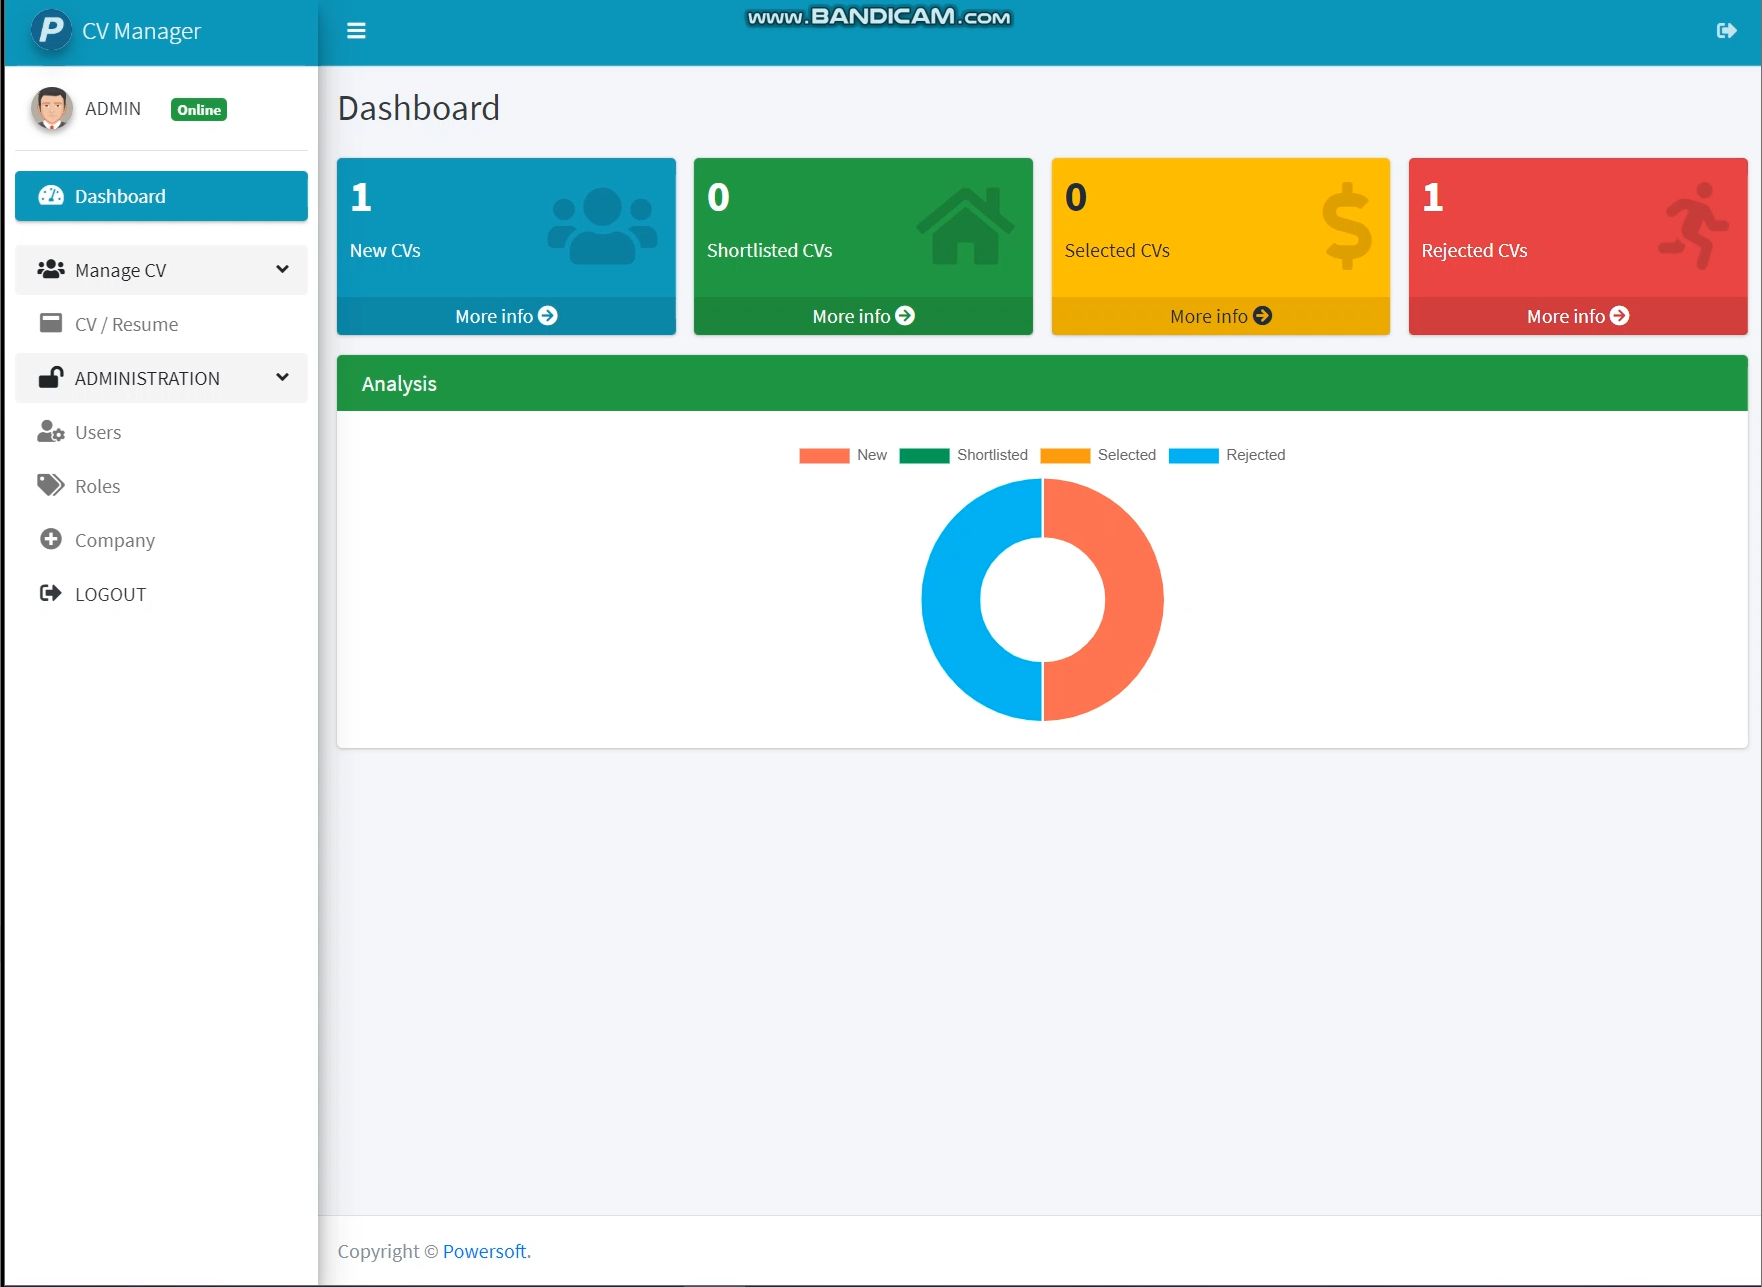 P CV Manager
www.BANDICAM.com
ADMIN Online
Dashboard
Manage CV
CV / Resume
ADMINISTRATION
Users
Roles
Company
LOGOUT
Dashboard
1
New CVs
More info
0
Shortlisted CVs
More info
0
Selected CVs
More info
1
Rejected CVs
More info
Analysis
New Shortlisted Selected Rejected
Copyright © Powersoft.